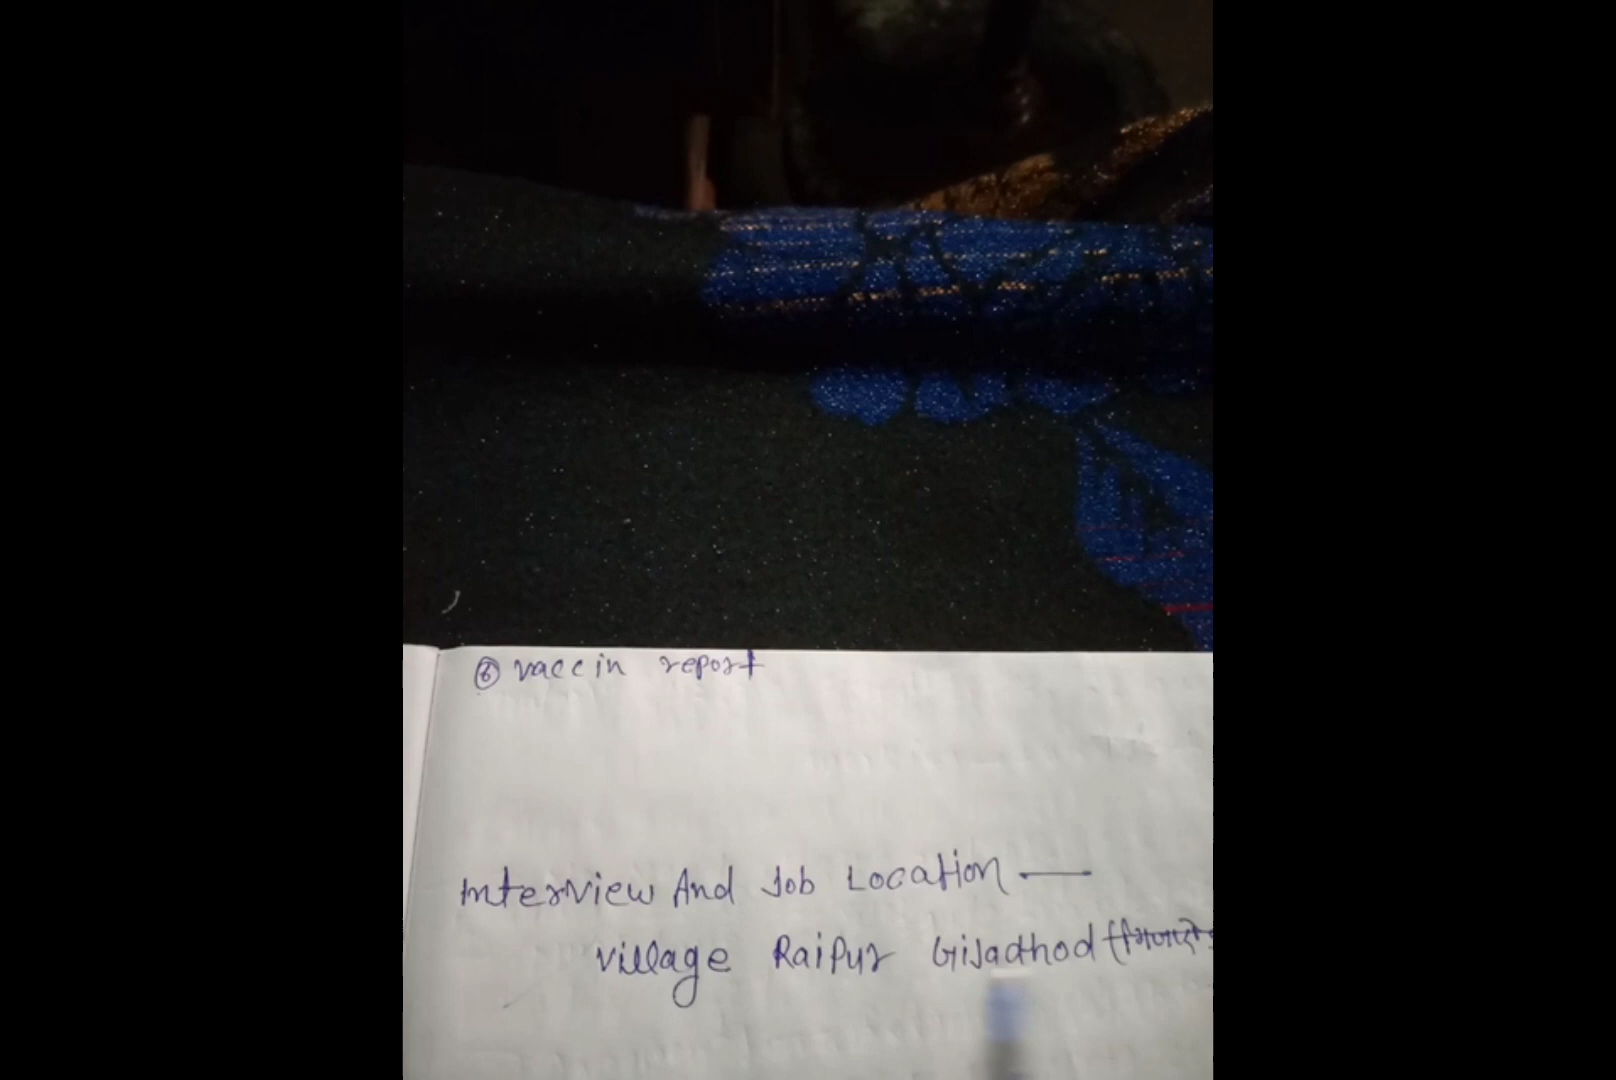 ⑥ vaccin report
Interview And Job Location —
village Raipur Gijadhod